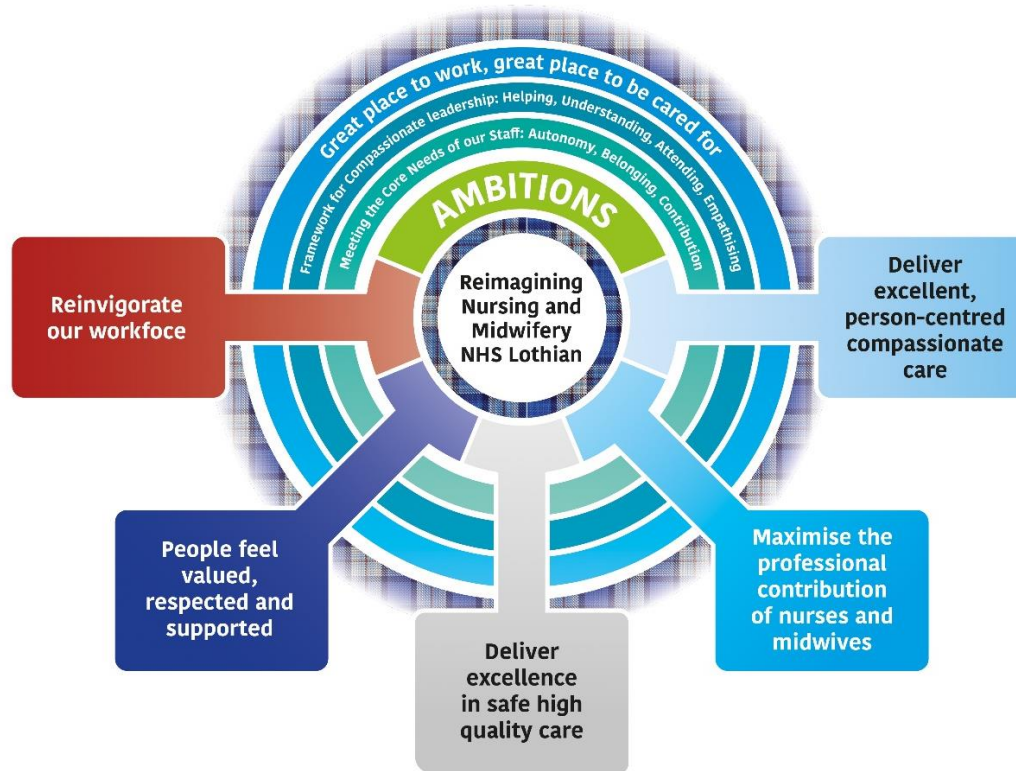 Great place to work, great place to be cared for
Framework for Compassionate leadership: Helping, Understanding, Attending, Empathising
Meeting the Core Needs of our Staff: Autonomy, Belonging, Contribution
AMBITIONS
Reimagining
Nursing and
Midwifery
NHS Lothian
Reinvigorate
our workfoce
People feel
valued,
respected and
supported
Deliver
excellence
in safe high
quality care
Maximise the
professional
contribution
of nurses and
midwives
Deliver
excellent,
person-centred
compassionate
care